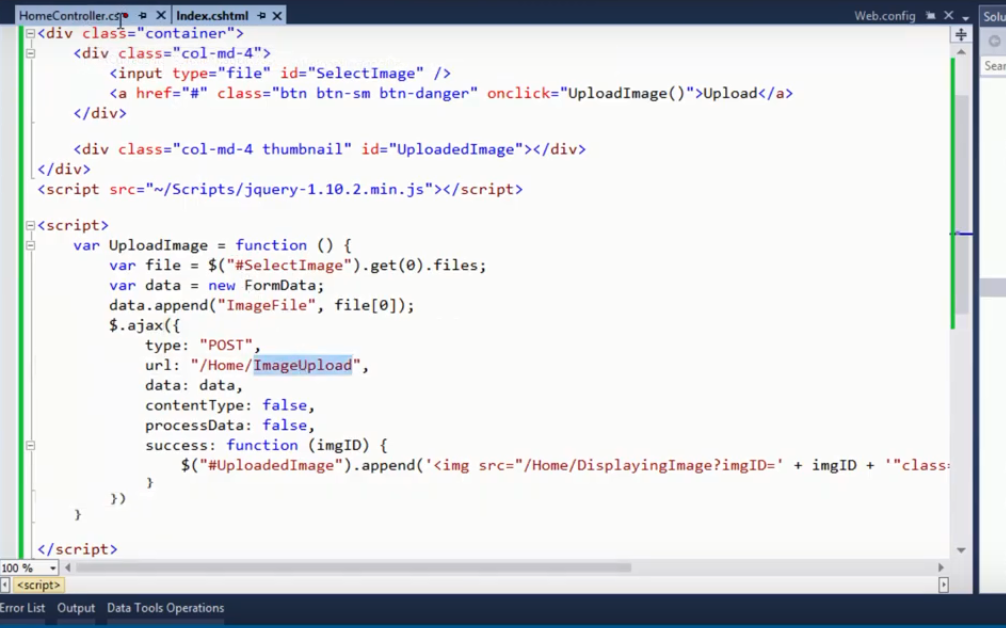 HomeController.cs Index.cshtml Web.config Solu
Sear
<div class="container">
<div class="col-md-4">
<input type="file" id="SelectImage" />
<a href="#" class="btn btn-sm btn-danger" onclick="UploadImage()">Upload</a>
</div>
<div class="col-md-4 thumbnail" id="UploadedImage"></div>
</div>
<script src="~/Scripts/jquery-1.10.2.min.js"></script>
<script>
var UploadImage = function () {
var file = $("#SelectImage").get(0).files;
var data = new FormData;
data.append("ImageFile", file[0]);
$.ajax({
type: "POST",
url: "/Home/ImageUpload",
data: data,
contentType: false,
processData: false,
success: function (imgID) {
$("#UploadedImage").append('<img src="/Home/DisplayingImage?imgID=' + imgID + '"class=
}
})
}
</script>
100 %
<script>
Error List Output Data Tools Operations